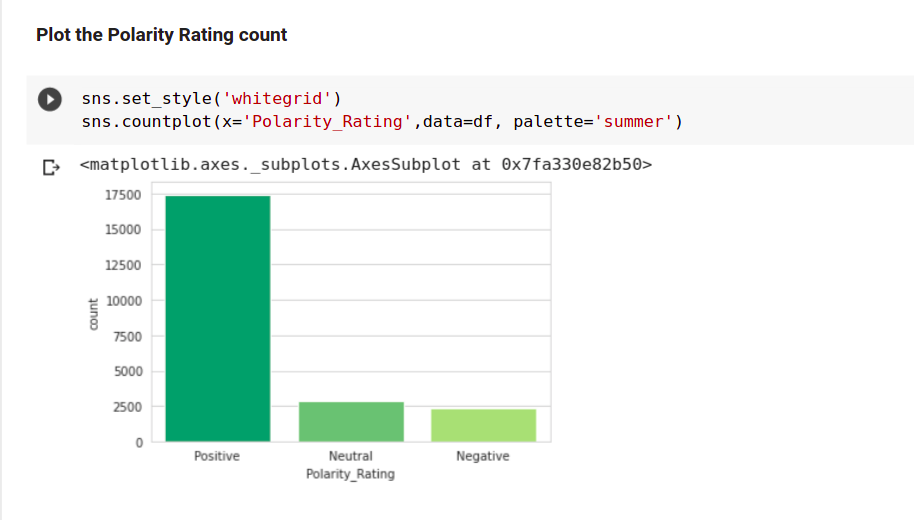 Plot the Polarity Rating count
sns.set_style('whitegrid')
sns.countplot(x='Polarity_Rating',data=df, palette='summer')
<matplotlib.axes._subplots.AxesSubplot at 0x7fa330e82b50>
17500
15000
12500
10000
7500
5000
2500
0
count
Positive Neutral Negative
Polarity_Rating